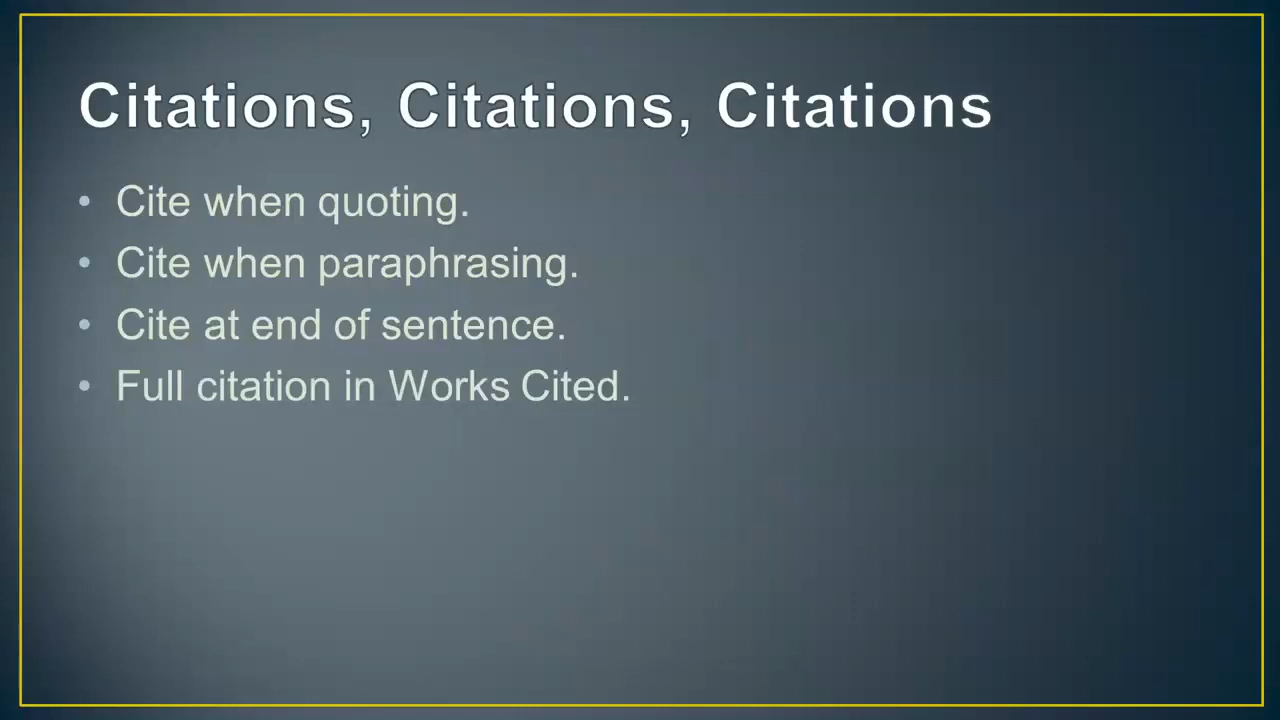 Citations, Citations, Citations
• Cite when quoting.
• Cite when paraphrasing.
• Cite at end of sentence.
• Full citation in Works Cited.